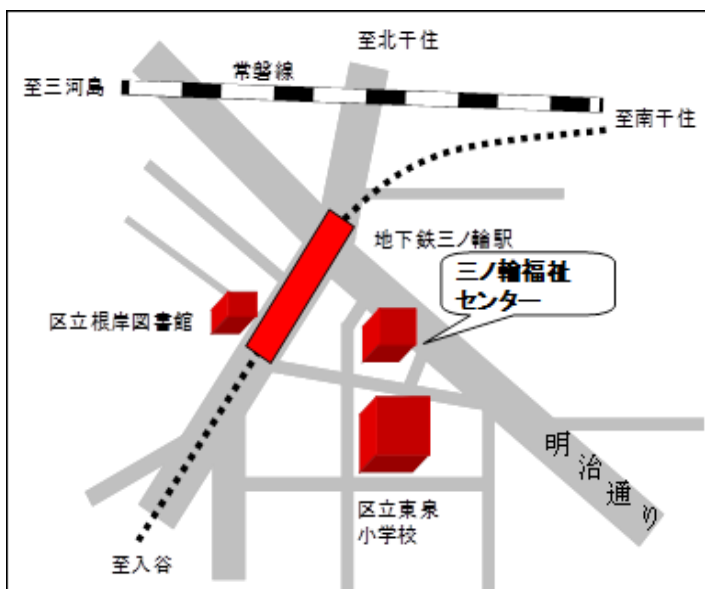 至北千住
常磐線
至三河島
至南千住
地下鉄三ノ輪駅
三ノ輪福祉
センター
区立根岸図書館
明治通り
区立東泉
小学校
至入谷